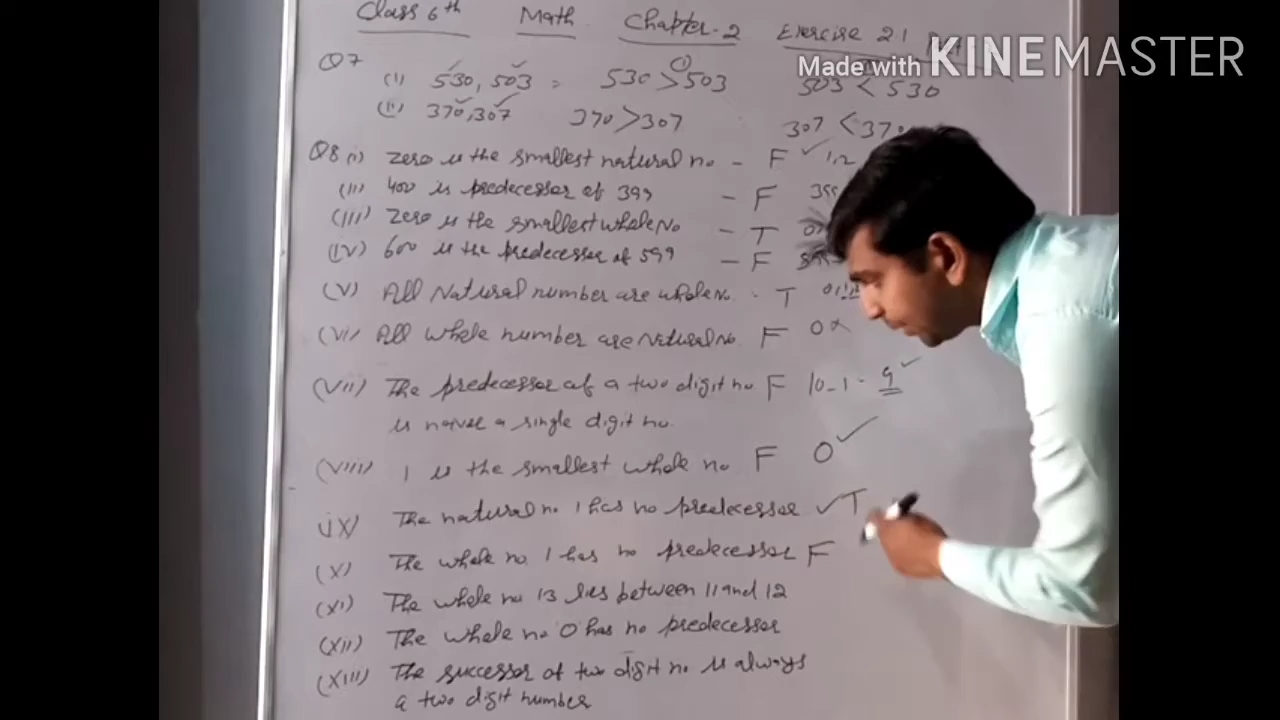 Class 6th Math Chapter-2 Exercise 2.1
Made with KINEMASTER
Q7
(i) 530, 503 = 530 > 503 503 < 530
(ii) 370, 307 370 > 307 307 < 370
Q8 (i) Zero is the smallest natural no - F ✓ 1,2
(ii) 400 is predecessor of 399 - F
(iii) Zero is the smallest whole No - T
(iv) 600 is the predecessor of 599 - F
(v) All Natural number are whole No. - T
(vi) All whole number are Natural No. F 0 x
(vii) The predecessor of a two digit no F 10-1 - 9 ✓
is naver a single digit no.
(viii) 1 is the smallest whole no F 0 ✓
(ix) The natural no 1 has no predecessor ✓ T
(x) The whole no. 1 has no predecessor F
(xi) The whole no 13 lies between 11 and 12
(xii) The whole no 0 has no predecessor
(xiii) The successor of two digit no is always
a two digit number